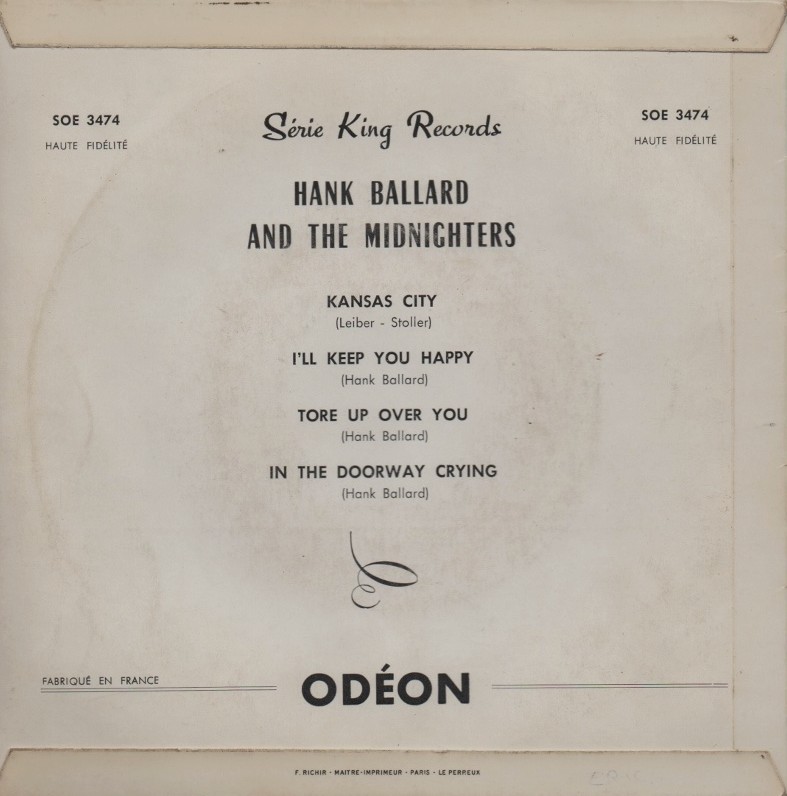 SOE 3474
HAUTE FIDÉLITÉ
Série King Records
SOE 3474
HAUTE FIDÉLITÉ
HANK BALLARD
AND THE MIDNIGHTERS
KANSAS CITY
(Leiber - Stoller)
I'LL KEEP YOU HAPPY
(Hank Ballard)
TORE UP OVER YOU
(Hank Ballard)
IN THE DOORWAY CRYING
(Hank Ballard)
FABRIQUÉ EN FRANCE
ODÉON
F. RICHIR - MAITRE-IMPRIMEUR - PARIS - LE PERREUX